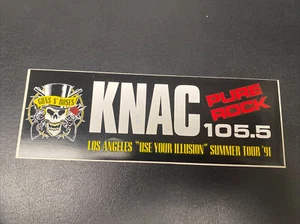 GUNS N' ROSES
KNAC
PURE
ROCK
105.5
LOS ANGELES "USE YOUR ILLUSION" SUMMER TOUR '91